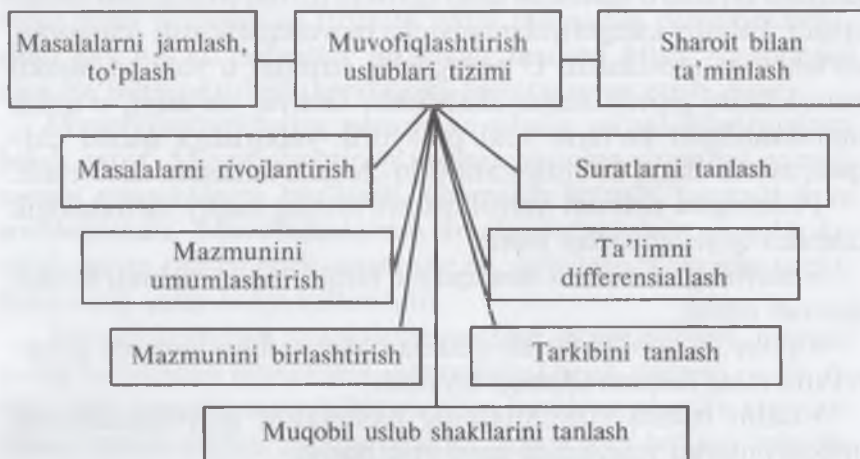 Masalalarni jamlash,
to'plash
Muvofiqlashtirish
uslublari tizimi
Sharoit bilan
ta'minlash
Masalalarni rivojlantirish
Suratlarni tanlash
Mazmunini
umumlashtirish
Ta'limni
differensiallash
Mazmunini birlashtirish
Tarkibini tanlash
Muqobil uslub shakllarini tanlash